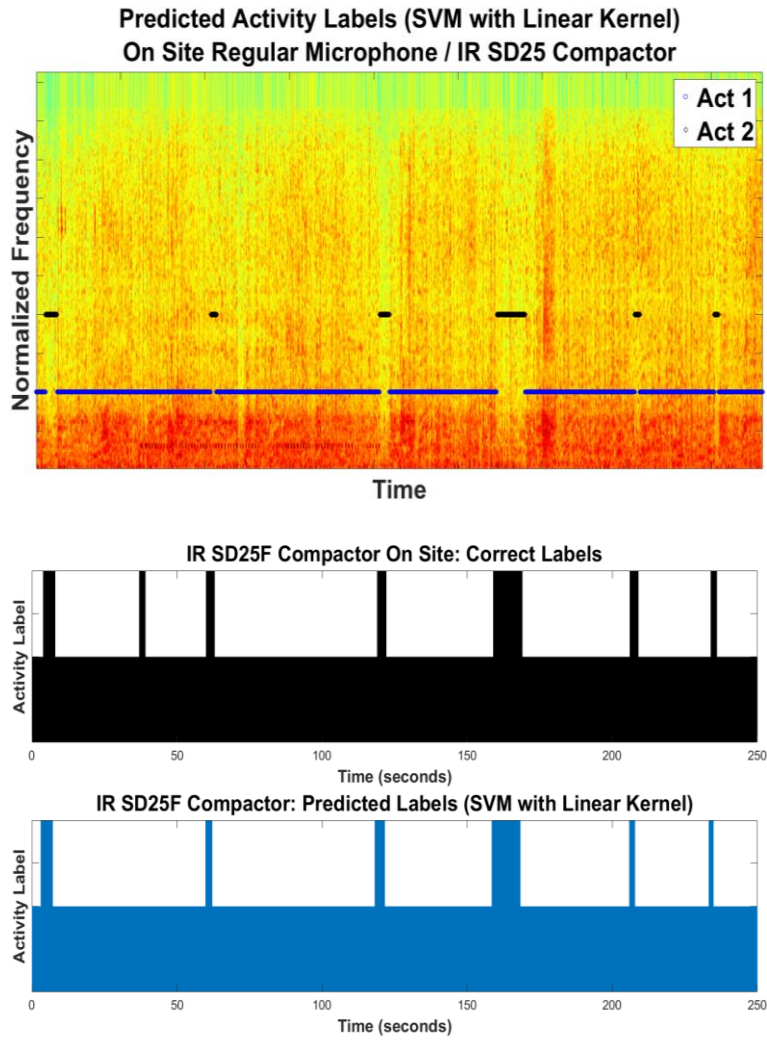 Predicted Activity Labels (SVM with Linear Kernel)
On Site Regular Microphone / IR SD25 Compactor
Act 1
Act 2
Normalized Frequency
Time
IR SD25F Compactor On Site: Correct Labels
Activity Label
0 50 100 150 200 250
Time (seconds)
IR SD25F Compactor: Predicted Labels (SVM with Linear Kernel)
Activity Label
0 50 100 150 200 250
Time (seconds)